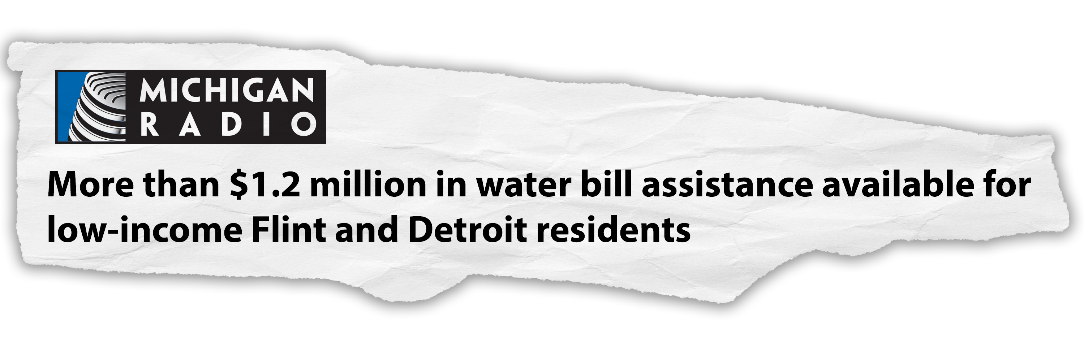 MICHIGAN
RADIO
More than $1.2 million in water bill assistance available for
low-income Flint and Detroit residents